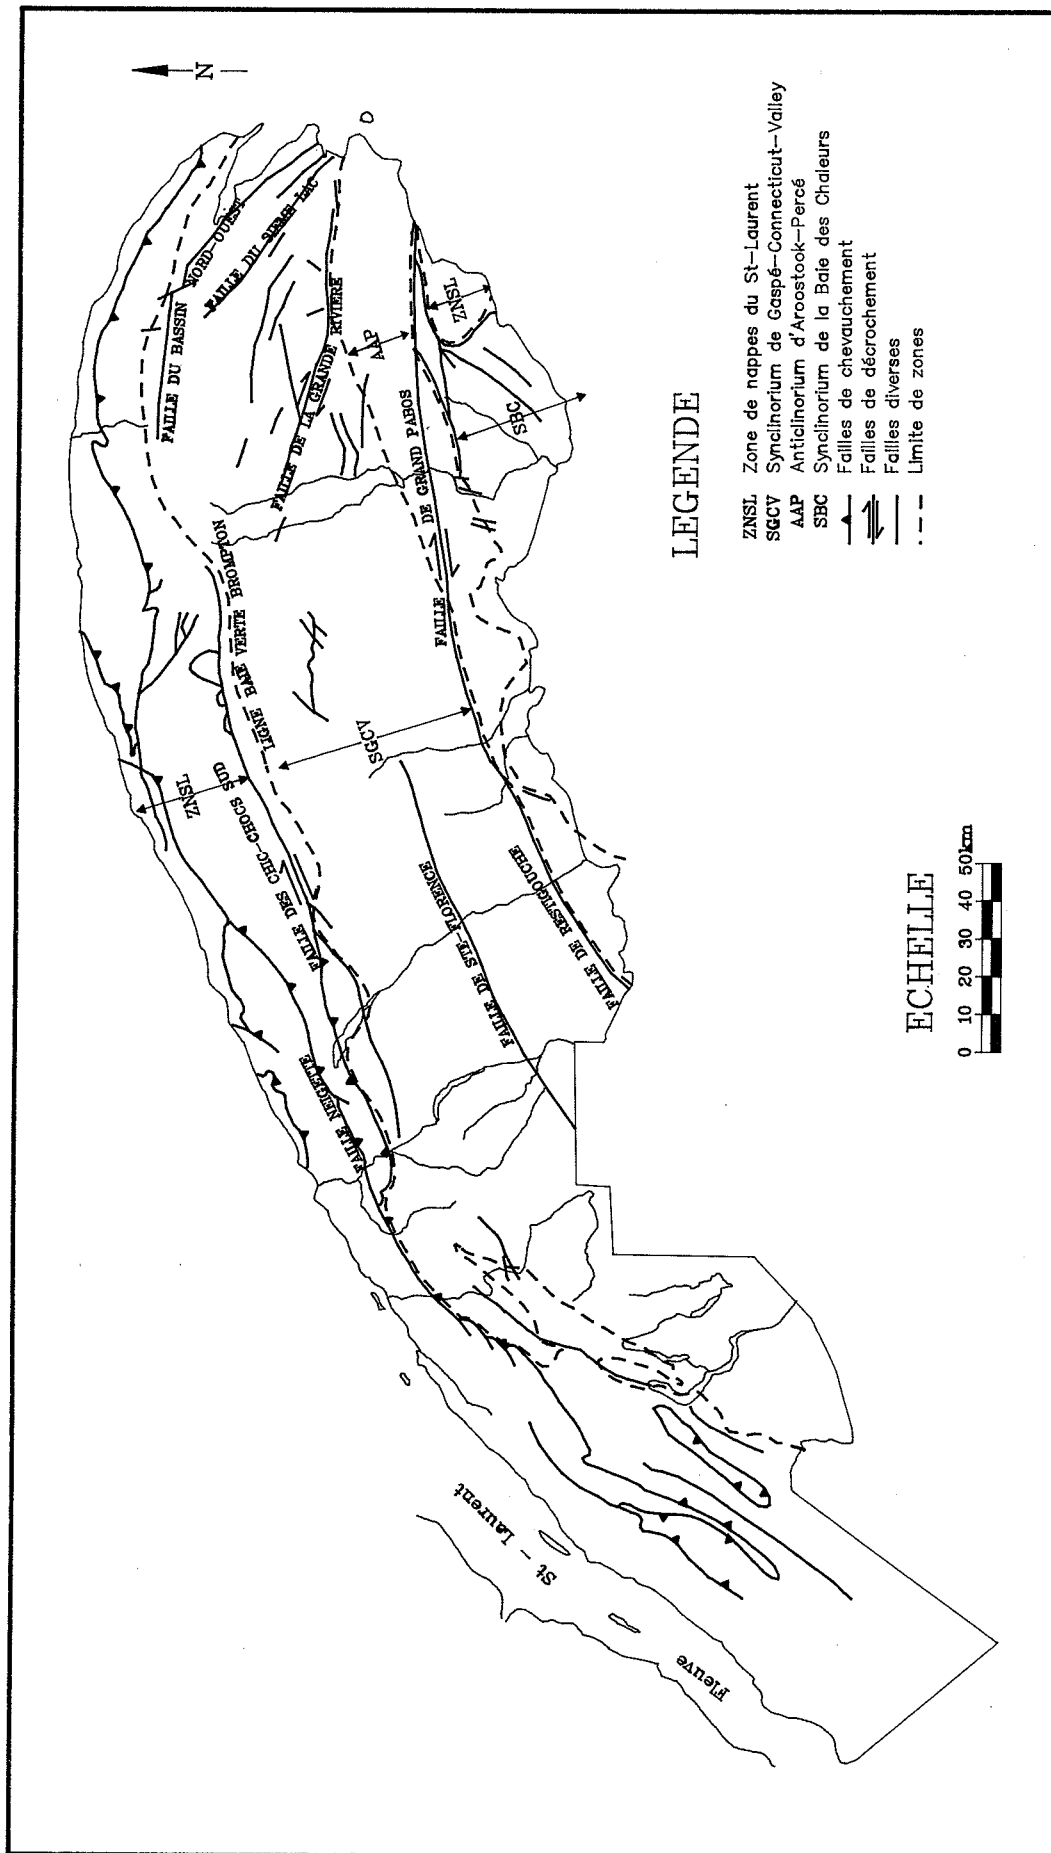 N
FAILLE DU BASSIN NORD-OUEST
FAILLE DU
FAILLE DE LA GRANDE RIVIERE
AAP
ZNSL
SBC
FAILLE DE GRAND PABOS
LIGNE BAIE VERTE BROMPTON
ZNSL
SGCV
FAILLE DES CHIC-CHOCS SUD
FAILLE DE STE-FLORENCE
FAILLE DE RESTIGOUCHE
FAILLE NEIGETTE
Fleuve St-Laurent
LEGENDE
ZNSL Zone de nappes du St-Laurent
SGCV Synclinorium de Gaspé-Connecticut-Valley
AAP Anticlinorium d'Aroostook-Percé
SBC Synclinorium de la Baie des Chaleurs
Failles de chevauchement
Failles de décrochement
Failles diverses
Limite de zones
ECHELLE
0 10 20 30 40 50km